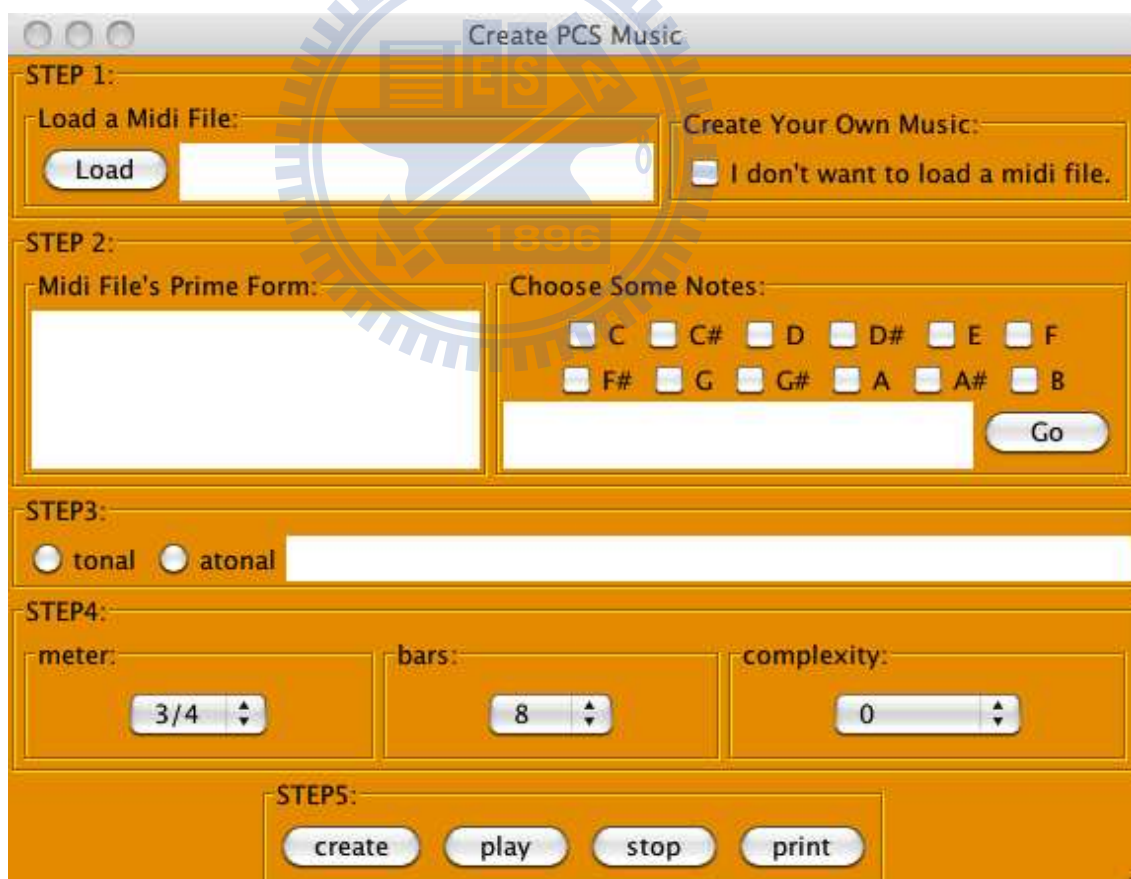 Create PCS Music
STEP 1:
Load a Midi File:
Load
Create Your Own Music:
I don't want to load a midi file.
ESA
1896
STEP 2:
Midi File's Prime Form:
Choose Some Notes:
C C# D D# E F
F# G G# A A# B
Go
STEP3:
tonal atonal
STEP4:
meter:
3/4
bars:
8
complexity:
0
STEP5:
create play stop print